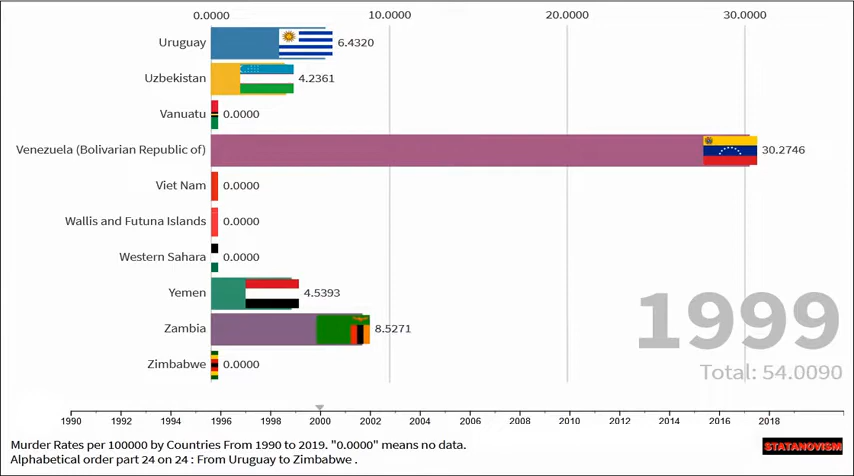 0.0000 10.0000 20.0000 30.0000
Uruguay 6.4320
Uzbekistan 4.2361
Vanuatu 0.0000
Venezuela (Bolivarian Republic of) 30.2746
Viet Nam 0.0000
Wallis and Futuna Islands 0.0000
Western Sahara 0.0000
Yemen 4.5393
Zambia 8.5271
Zimbabwe 0.0000
1999
Total: 54.0090
1990 1992 1994 1996 1998 2000 2002 2004 2006 2008 2010 2012 2014 2016 2018
Murder Rates per 100000 by Countries From 1990 to 2019. "0.0000" means no data.
Alphabetical order part 24 on 24 : From Uruguay to Zimbabwe .
STATANOVISM